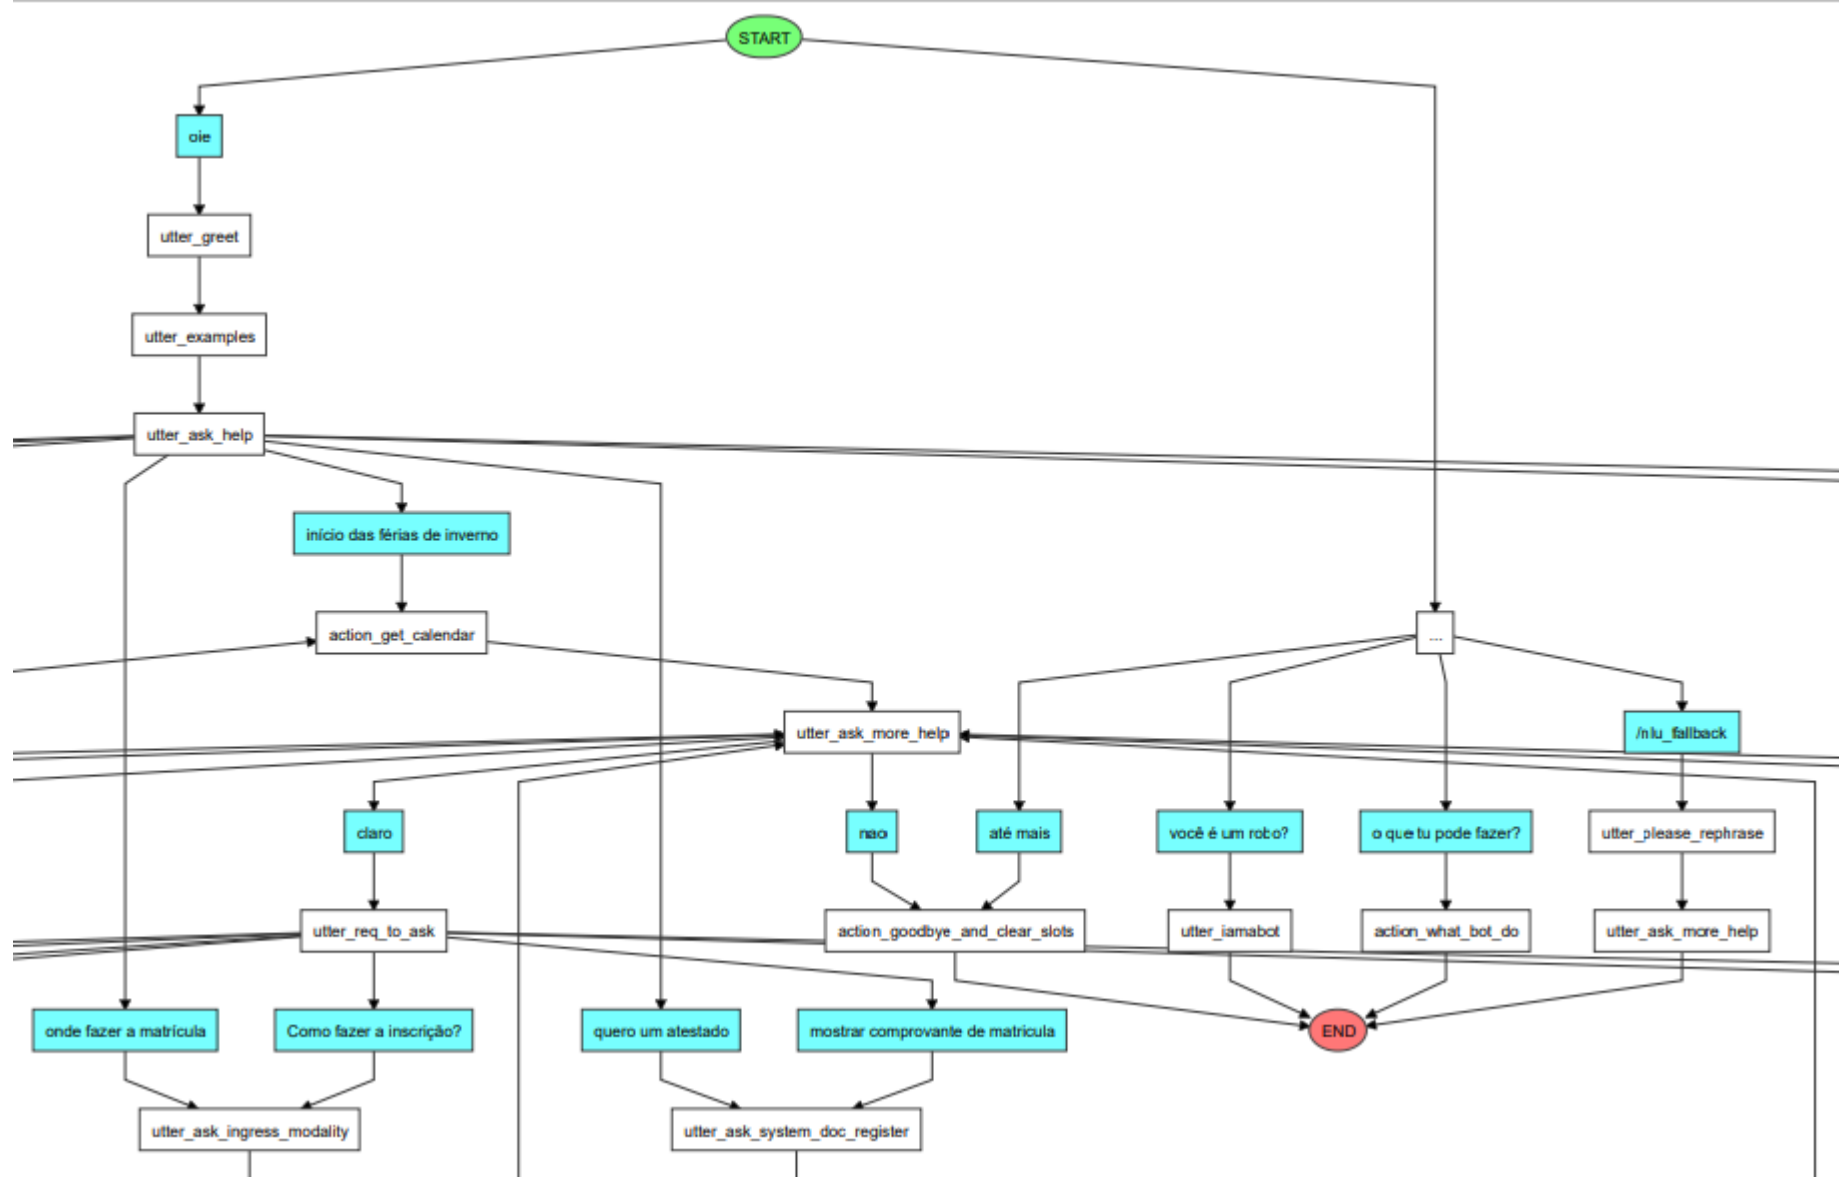 START
oie
utter_greet
utter_examples
utter_ask_help
início das férias de inverno
action_get_calendar
...
utter_ask_more_help
/nlu_fallback
claro
nao
até mais
você é um robo?
o que tu pode fazer?
utter_please_rephrase
utter_req_to_ask
action_goodbye_and_clear_slots
utter_iamabot
action_what_bot_do
utter_ask_more_help
onde fazer a matrícula
Como fazer a inscrição?
quero um atestado
mostrar comprovante de matricula
END
utter_ask_ingress_modality
utter_ask_system_doc_register